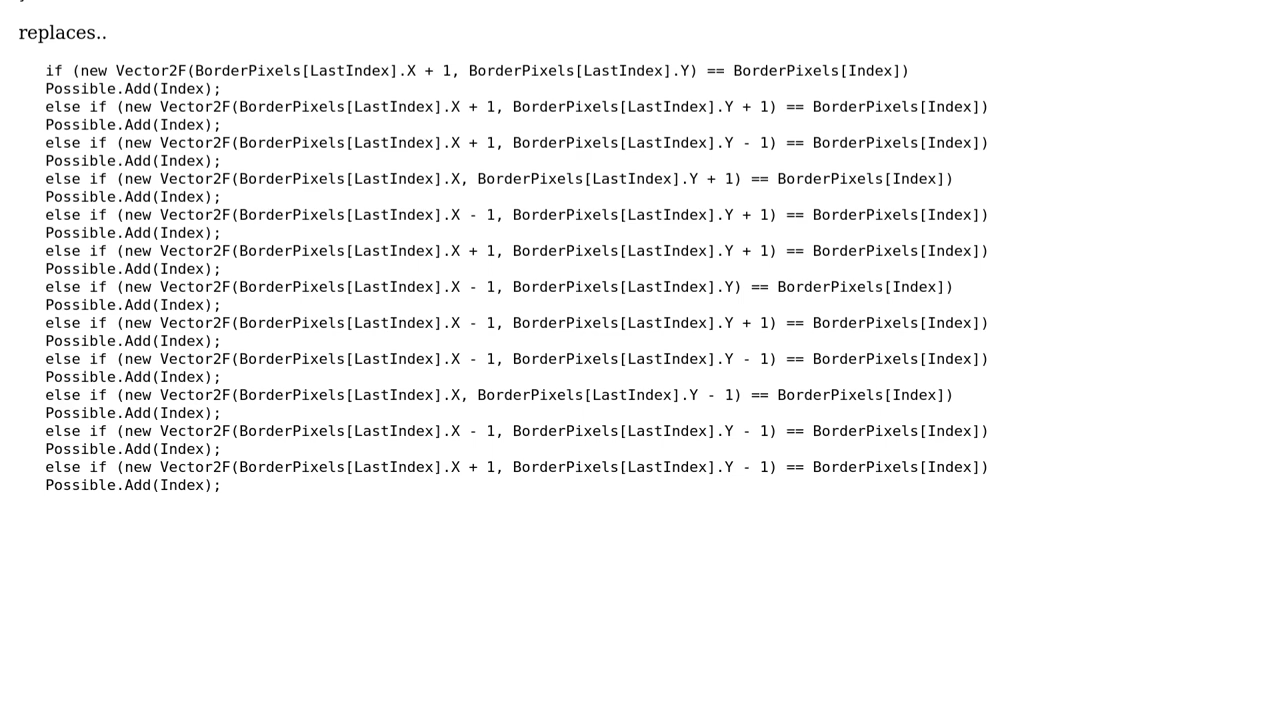 replaces..
if (new Vector2F(BorderPixels[LastIndex].X + 1, BorderPixels[LastIndex].Y) == BorderPixels[Index])
Possible.Add(Index);
else if (new Vector2F(BorderPixels[LastIndex].X + 1, BorderPixels[LastIndex].Y + 1) == BorderPixels[Index])
Possible.Add(Index);
else if (new Vector2F(BorderPixels[LastIndex].X + 1, BorderPixels[LastIndex].Y - 1) == BorderPixels[Index])
Possible.Add(Index);
else if (new Vector2F(BorderPixels[LastIndex].X, BorderPixels[LastIndex].Y + 1) == BorderPixels[Index])
Possible.Add(Index);
else if (new Vector2F(BorderPixels[LastIndex].X - 1, BorderPixels[LastIndex].Y + 1) == BorderPixels[Index])
Possible.Add(Index);
else if (new Vector2F(BorderPixels[LastIndex].X + 1, BorderPixels[LastIndex].Y + 1) == BorderPixels[Index])
Possible.Add(Index);
else if (new Vector2F(BorderPixels[LastIndex].X - 1, BorderPixels[LastIndex].Y) == BorderPixels[Index])
Possible.Add(Index);
else if (new Vector2F(BorderPixels[LastIndex].X - 1, BorderPixels[LastIndex].Y + 1) == BorderPixels[Index])
Possible.Add(Index);
else if (new Vector2F(BorderPixels[LastIndex].X - 1, BorderPixels[LastIndex].Y - 1) == BorderPixels[Index])
Possible.Add(Index);
else if (new Vector2F(BorderPixels[LastIndex].X, BorderPixels[LastIndex].Y - 1) == BorderPixels[Index])
Possible.Add(Index);
else if (new Vector2F(BorderPixels[LastIndex].X - 1, BorderPixels[LastIndex].Y - 1) == BorderPixels[Index])
Possible.Add(Index);
else if (new Vector2F(BorderPixels[LastIndex].X + 1, BorderPixels[LastIndex].Y - 1) == BorderPixels[Index])
Possible.Add(Index);